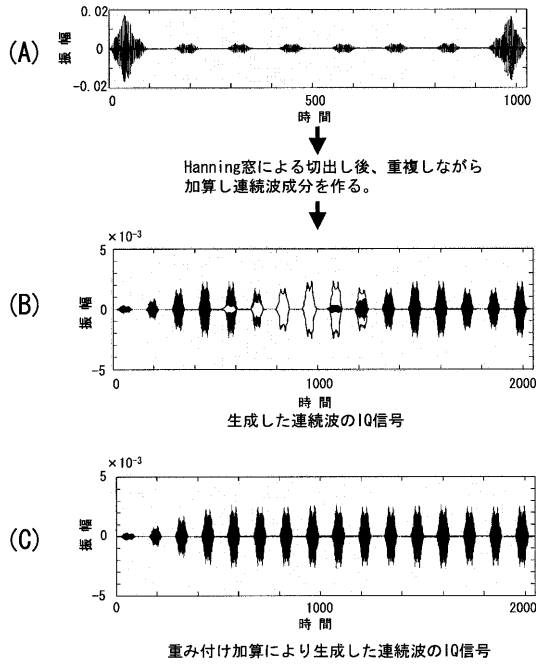 (A)
振幅
0.02
0
-0.02
0
500
1000
時間
Hanning窓による切出し後、重複しながら
加算し連続波成分を作る。
(B)
×10⁻³
振幅
5
0
-5
0
1000
2000
時間
生成した連続波のIQ信号
(C)
×10⁻³
振幅
5
0
-5
0
1000
2000
時間
重み付け加算により生成した連続波のIQ信号